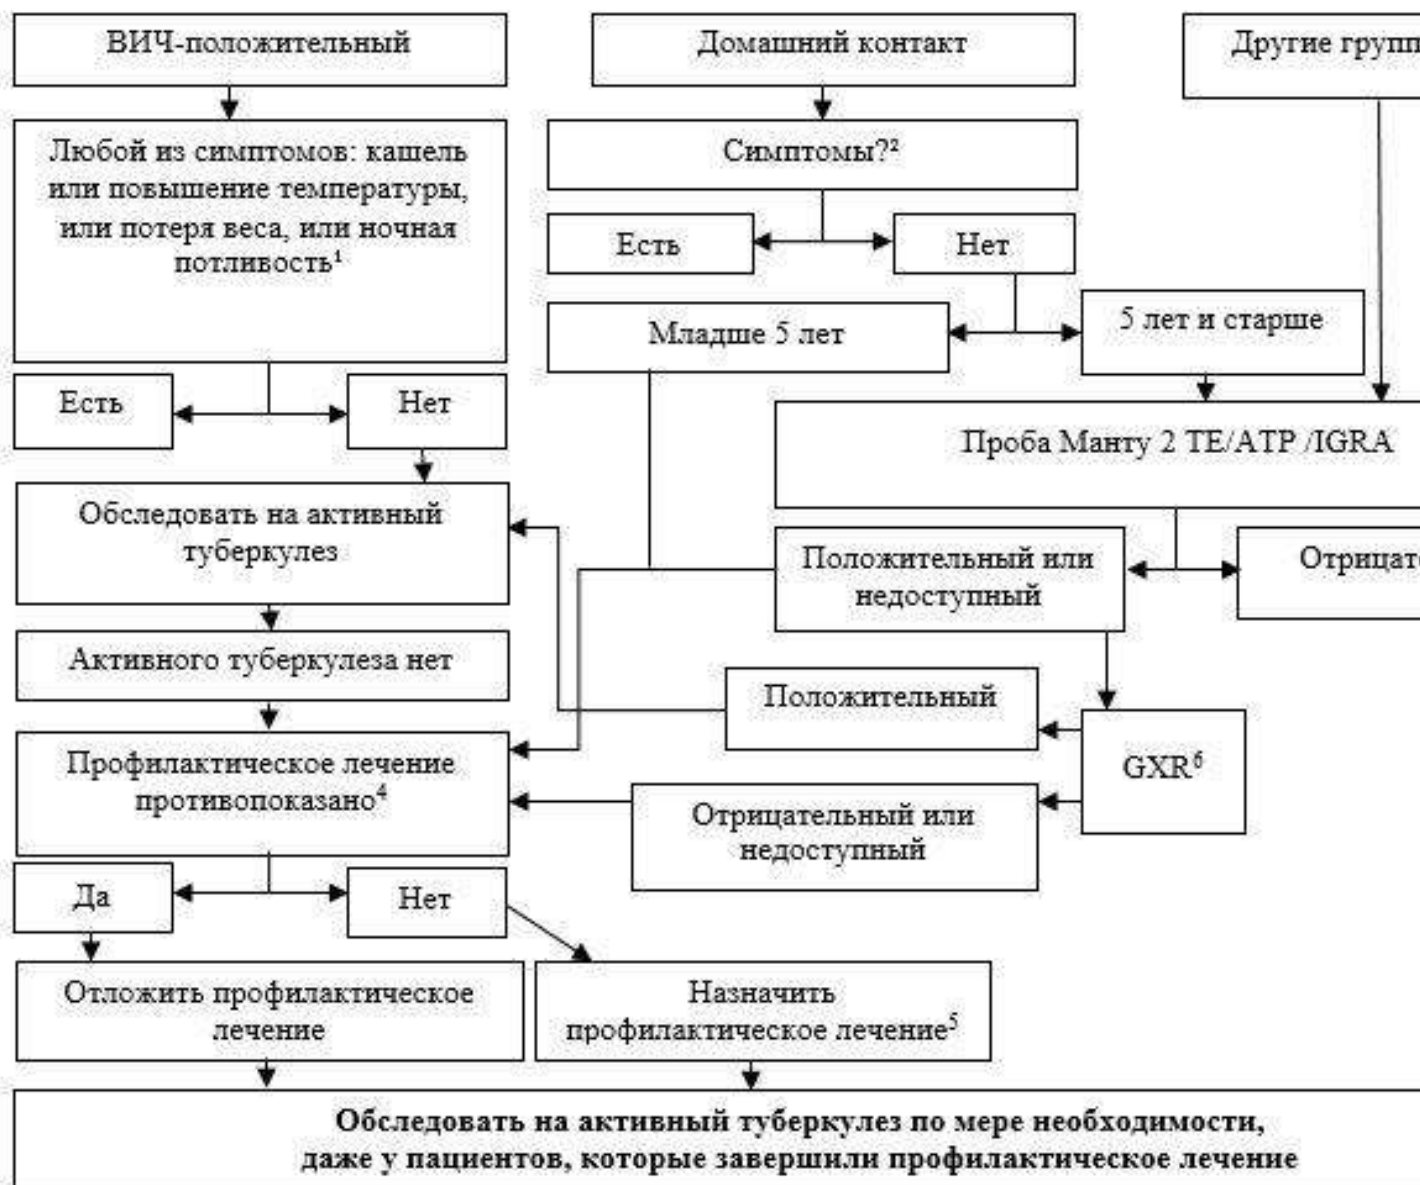 ВИЧ-положительный
Домашний контакт
Другие групп
Любой из симптомов: кашель
или повышение температуры,
или потеря веса, или ночная
потливость¹
Симптомы?²
Есть
Нет
Младше 5 лет
5 лет и старше
Есть
Нет
Проба Манту 2 ТЕ/АТР /IGRA
Обследовать на активный
туберкулез
Положительный или
недоступный
Отрицат
Активного туберкулеза нет
Положительный
GXR⁶
Профилактическое лечение
противопоказано⁴
Отрицательный или
недоступный
Да
Нет
Отложить профилактическое
лечение
Назначить
профилактическое лечение⁵
Обследовать на активный туберкулез по мере необходимости,
даже у пациентов, которые завершили профилактическое лечение